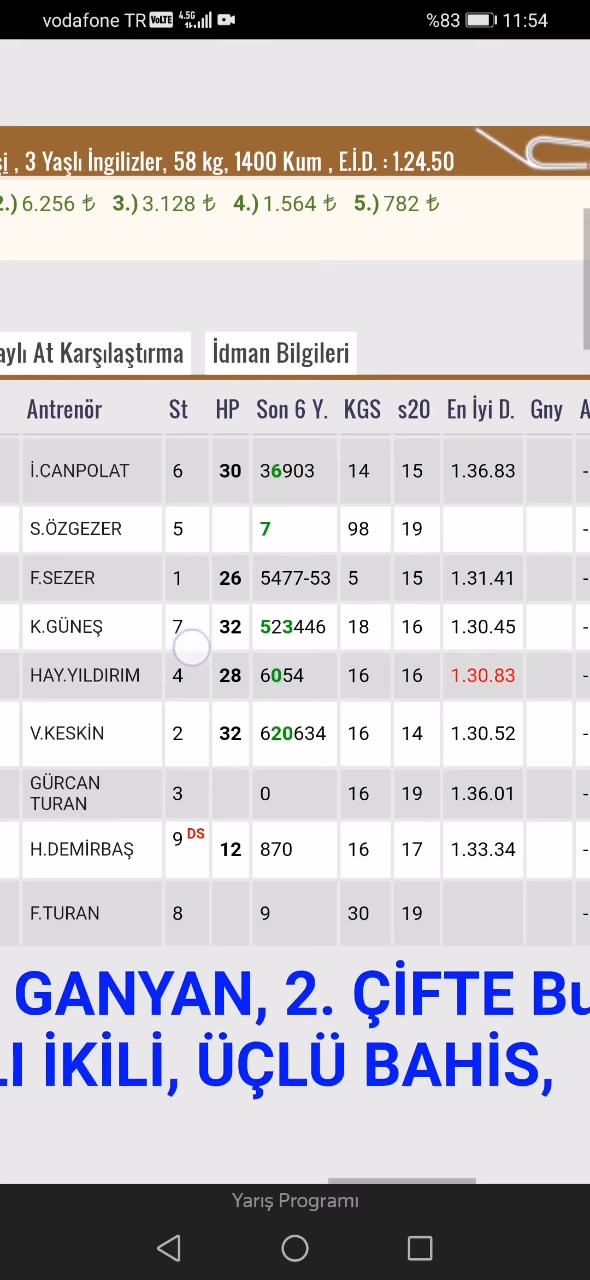 vodafone TR VoLTE 4.5G %83 11:54
şi , 3 Yaşlı İngilizler, 58 kg, 1400 Kum , E.İ.D. : 1.24.50
2.) 6.256 ₺ 3.) 3.128 ₺ 4.) 1.564 ₺ 5.) 782 ₺
aylı At Karşılaştırma İdman Bilgileri
Antrenör St HP Son 6 Y. KGS s20 En İyi D. Gny A
İ.CANPOLAT 6 30 36903 14 15 1.36.83 -
S.ÖZGEZER 5 7 98 19 -
F.SEZER 1 26 5477-53 5 15 1.31.41 -
K.GÜNEŞ 7 32 523446 18 16 1.30.45 -
HAY.YILDIRIM 4 28 6054 16 16 1.30.83 -
V.KESKİN 2 32 620634 16 14 1.30.52 -
GÜRCAN
TURAN 3 0 16 19 1.36.01 -
H.DEMİRBAŞ 9 DS 12 870 16 17 1.33.34 -
F.TURAN 8 9 30 19 -
GANYAN, 2. ÇİFTE Bu
LI İKİLİ, ÜÇLÜ BAHİS,
Yarış Programı